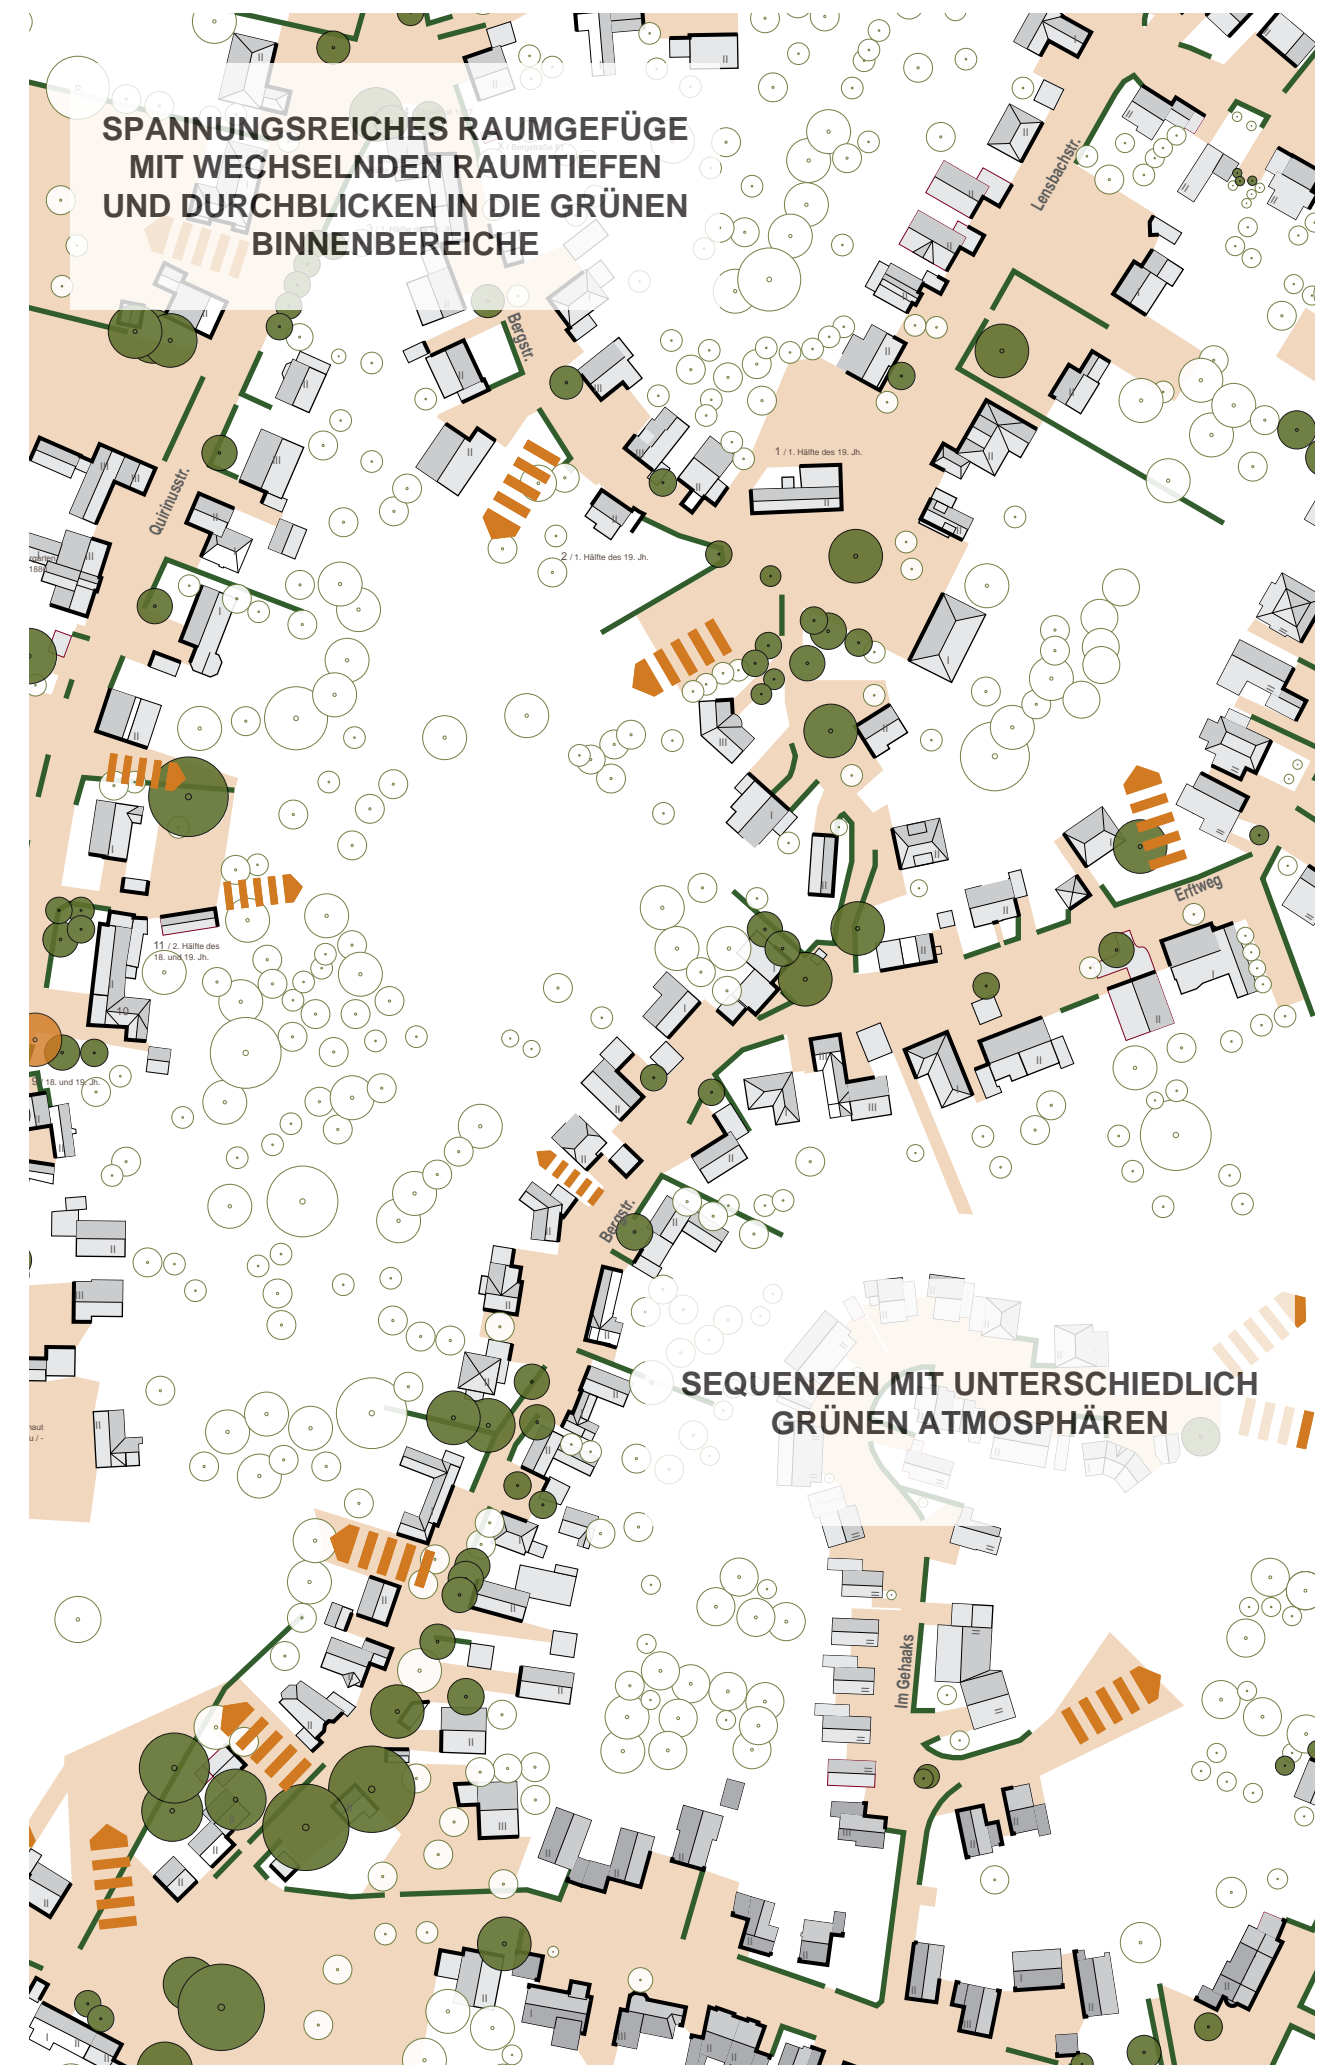 SPANNUNGSREICHES RAUMGEFÜGE
MIT WECHSELNDEN RAUMTIEFEN
UND DURCHBLICKEN IN DIE GRÜNEN
BINNENBEREICHE
Lensbachstr.
Bergstr.
Quirinusstr.
1 / 1. Hälfte des 19. Jh.
2 / 1. Hälfte des 19. Jh.
Erftweg
11 / 2. Hälfte des
18. und 19. Jh.
10
9 / 18. und 19. Jh.
Bergstr.
SEQUENZEN MIT UNTERSCHIEDLICH
GRÜNEN ATMOSPHÄREN
Im Gehaaks